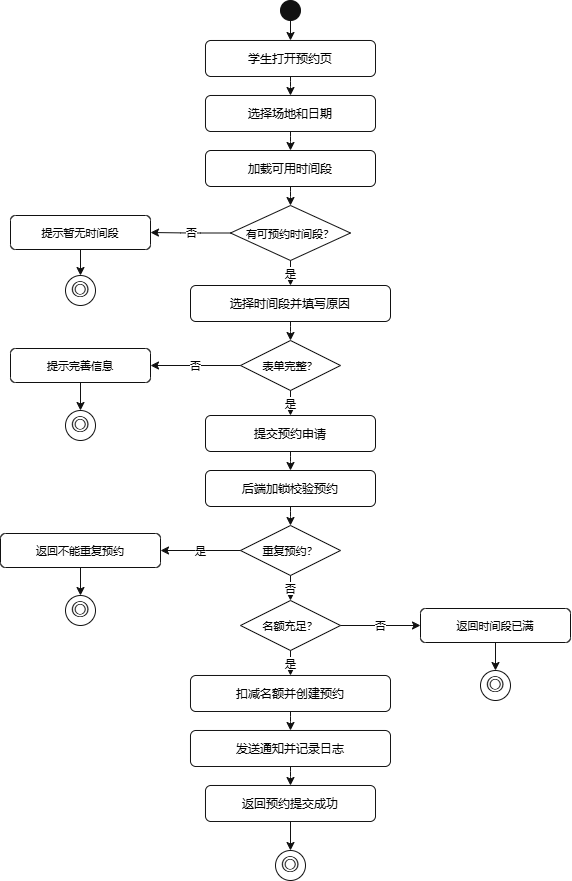 学生打开预约页
选择场地和日期
加载可用时间段
有可预约时间段?
否
提示暂无时间段
是
选择时间段并填写原因
表单完整?
否
提示完善信息
是
提交预约申请
后端加锁校验预约
重复预约?
是
返回不能重复预约
否
名额充足?
否
返回时间段已满
是
扣减名额并创建预约
发送通知并记录日志
返回预约提交成功